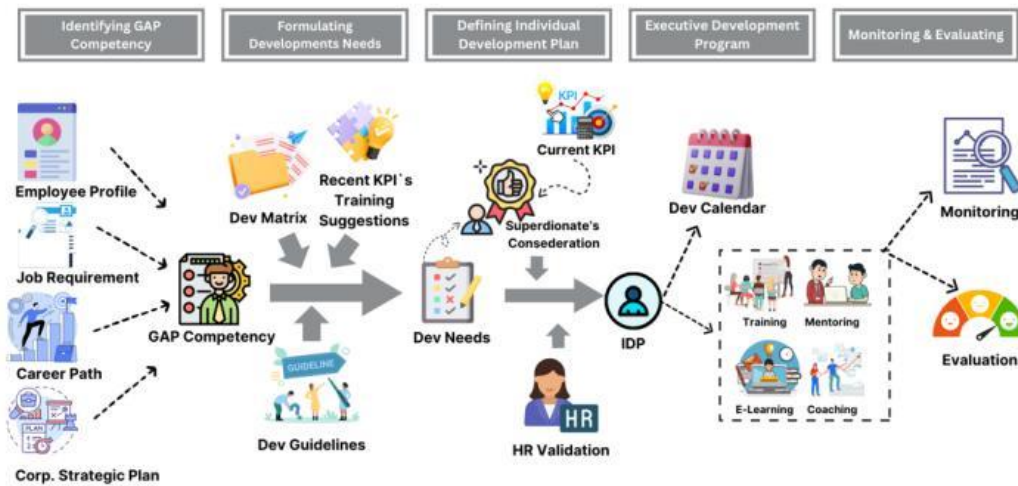 Identifying GAP
Competency
Formulating
Developments Needs
Defining Individual
Development Plan
Executive Development
Program
Monitoring & Evaluating
Employee Profile
Job Requirement
Career Path
PLAN
Corp. Strategic Plan
GAP Competency
Dev Matrix
Recent KPI`s
Training
Suggestions
GUIDELINE
Dev Guidelines
Dev Needs
KPI
Current KPI
Superdionate's
Consederation
HR
HR Validation
IDP
Dev Calendar
Training
Mentoring
E-Learning
Coaching
Monitoring
Evaluation